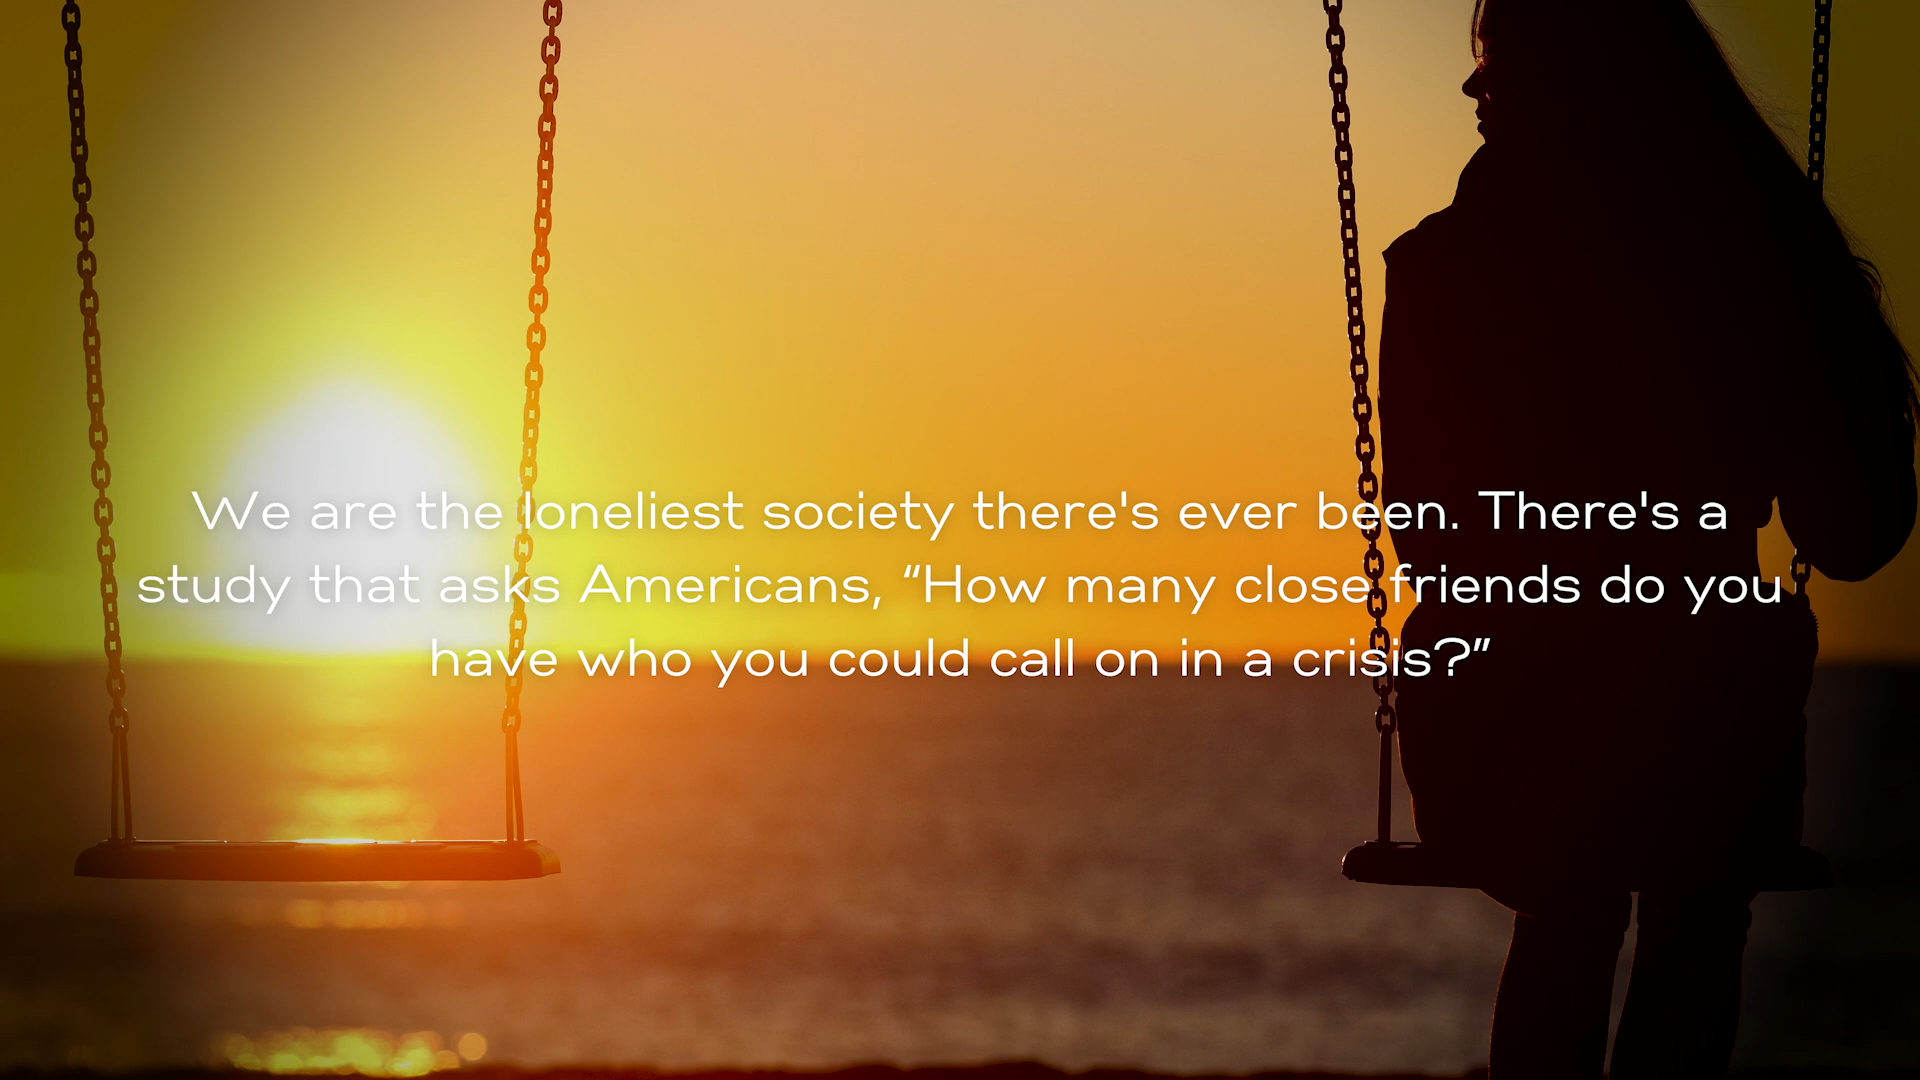 We are the loneliest society there's ever been. There's a
study that asks Americans, “How many close friends do you
have who you could call on in a crisis?”